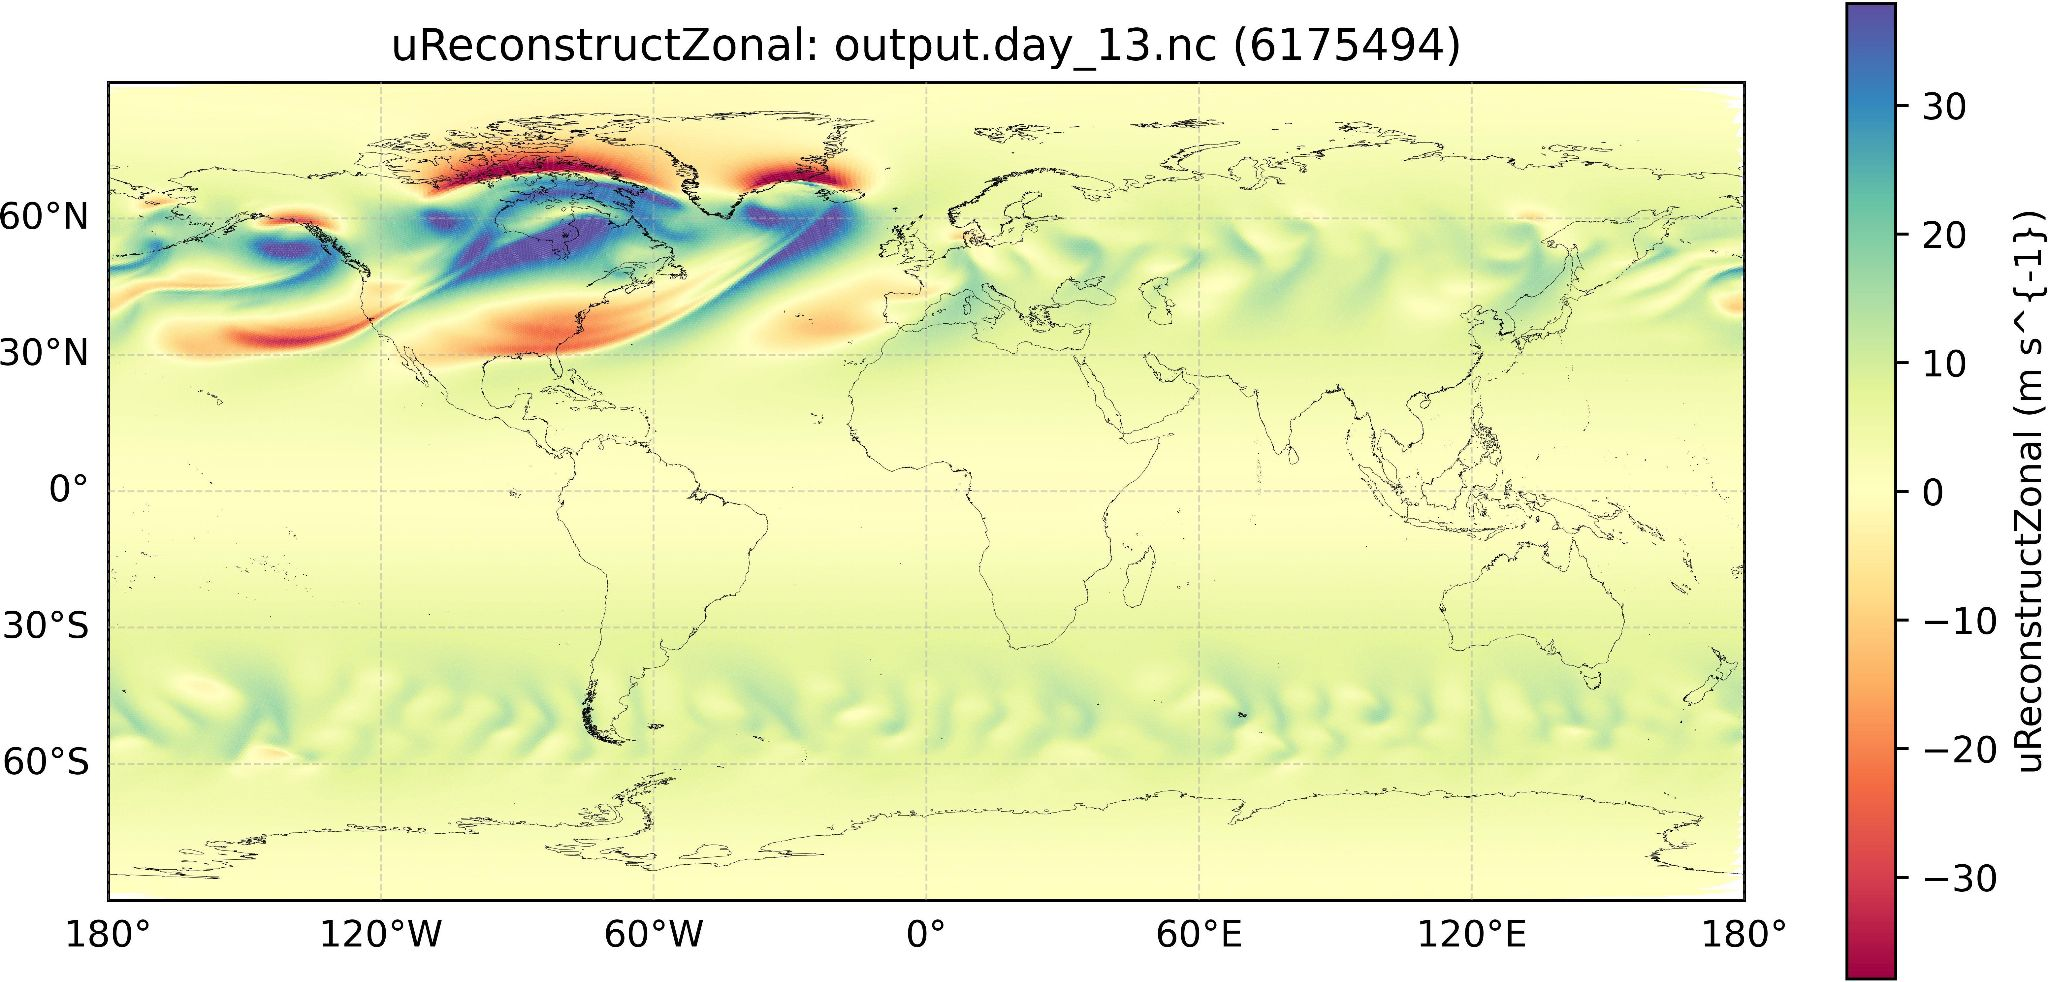 uReconstructZonal: output.day_13.nc (6175494)
60°N
30°N
0°
30°S
60°S
180°
120°W
60°W
0°
60°E
120°E
180°
30
20
10
0
−10
−20
−30
uReconstructZonal (m s^{-1})